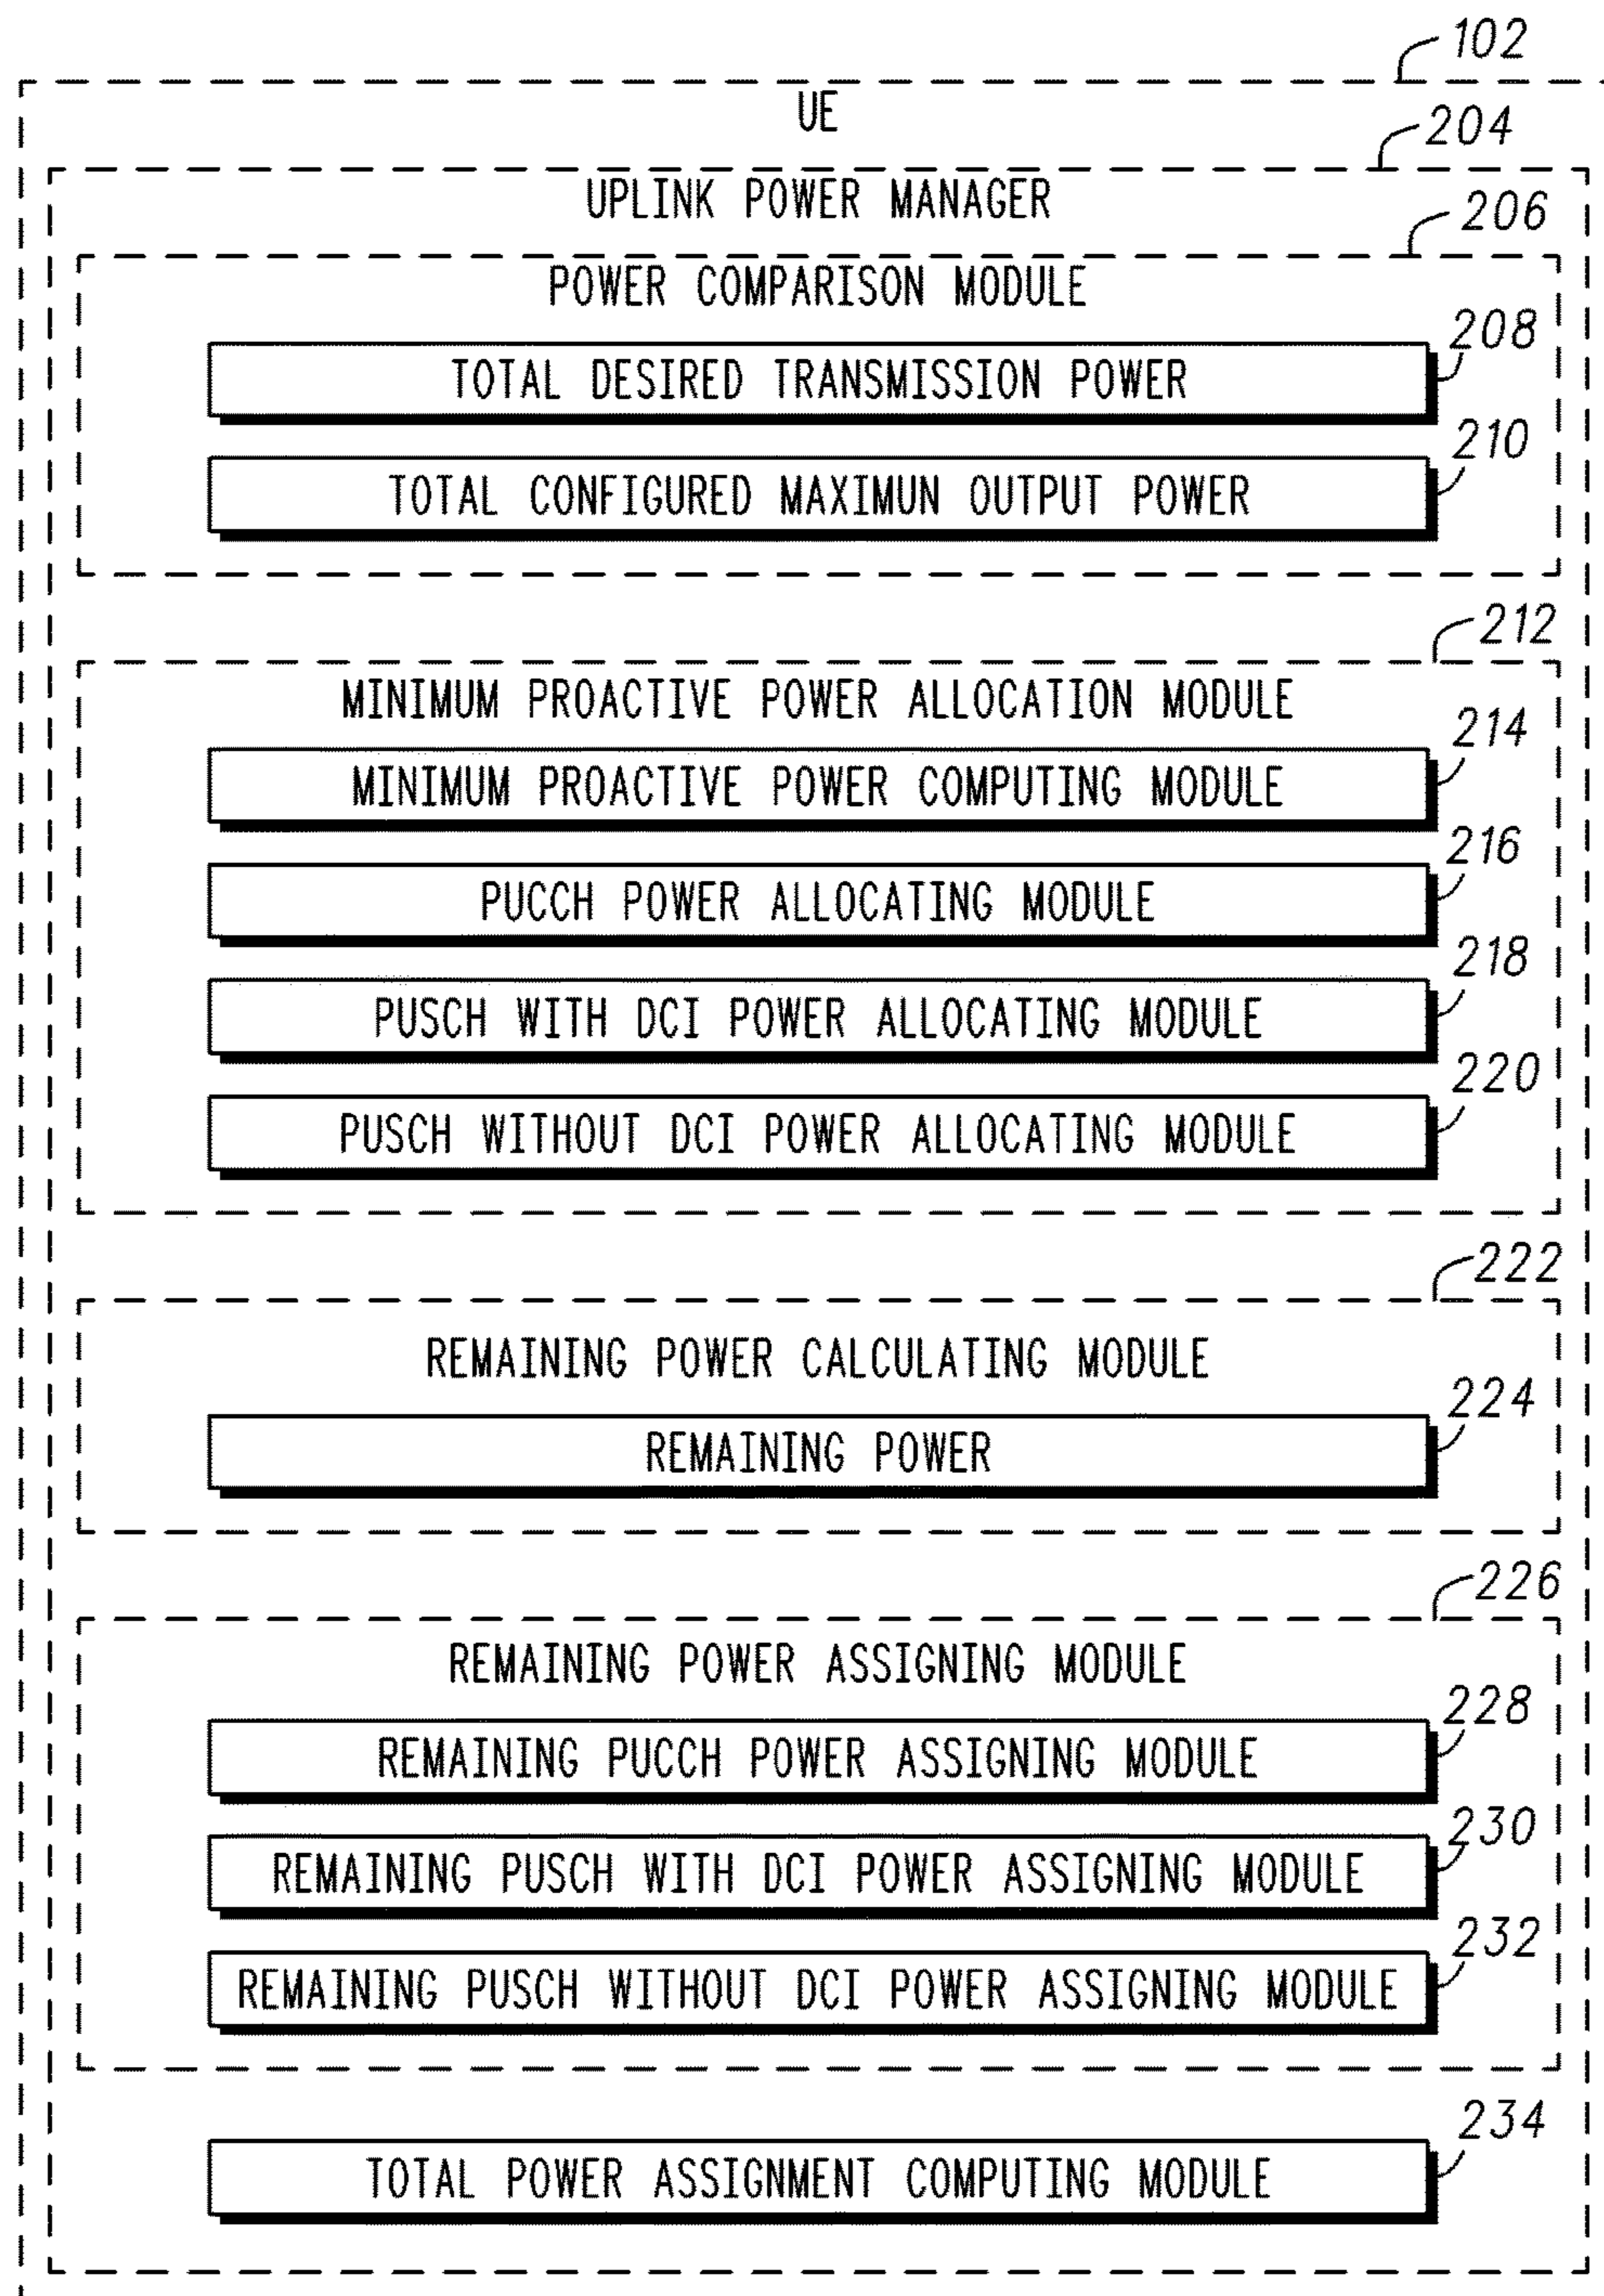 102
UE
204
UPLINK POWER MANAGER
206
POWER COMPARISON MODULE
208
TOTAL DESIRED TRANSMISSION POWER
210
TOTAL CONFIGURED MAXIMUN OUTPUT POWER
212
MINIMUM PROACTIVE POWER ALLOCATION MODULE
214
MINIMUM PROACTIVE POWER COMPUTING MODULE
216
PUCCH POWER ALLOCATING MODULE
218
PUSCH WITH DCI POWER ALLOCATING MODULE
220
PUSCH WITHOUT DCI POWER ALLOCATING MODULE
222
REMAINING POWER CALCULATING MODULE
224
REMAINING POWER
226
REMAINING POWER ASSIGNING MODULE
228
REMAINING PUCCH POWER ASSIGNING MODULE
230
REMAINING PUSCH WITH DCI POWER ASSIGNING MODULE
232
REMAINING PUSCH WITHOUT DCI POWER ASSIGNING MODULE
234
TOTAL POWER ASSIGNMENT COMPUTING MODULE